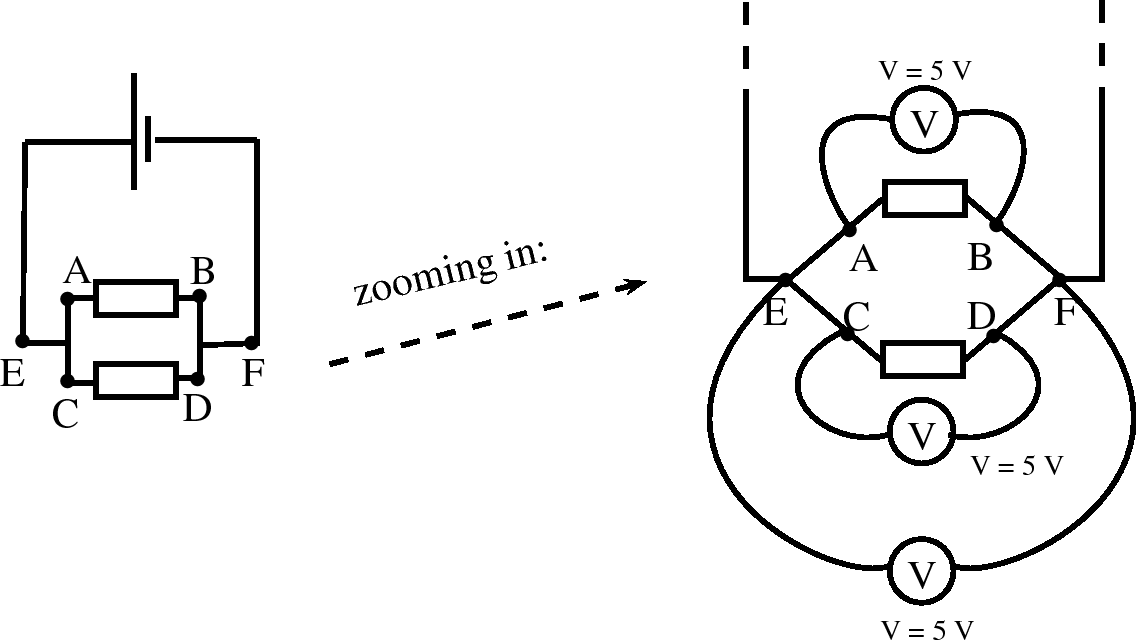 A B
E F
C D
zooming in:
V = 5 V
V
A B
E C D F
V
V = 5 V
V
V = 5 V